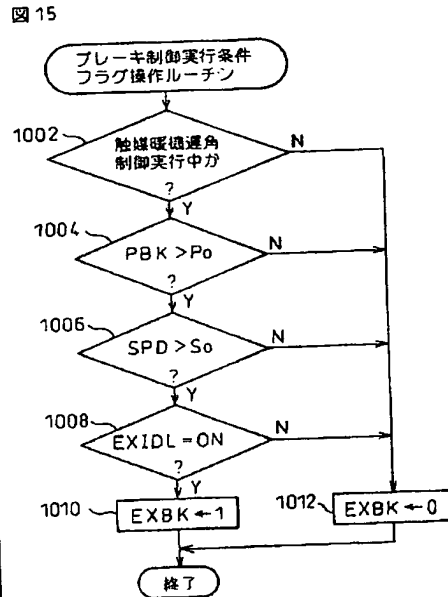 図15
ブレーキ制御実行条件
フラグ操作ルーチン
1002
触媒暖機遅角
制御実行中か
?
N
Y
1004
PBK>Po
?
N
Y
1006
SPD>So
?
N
Y
1008
EXIDL=ON
?
N
Y
1010
EXBK←1
1012
EXBK←0
終了